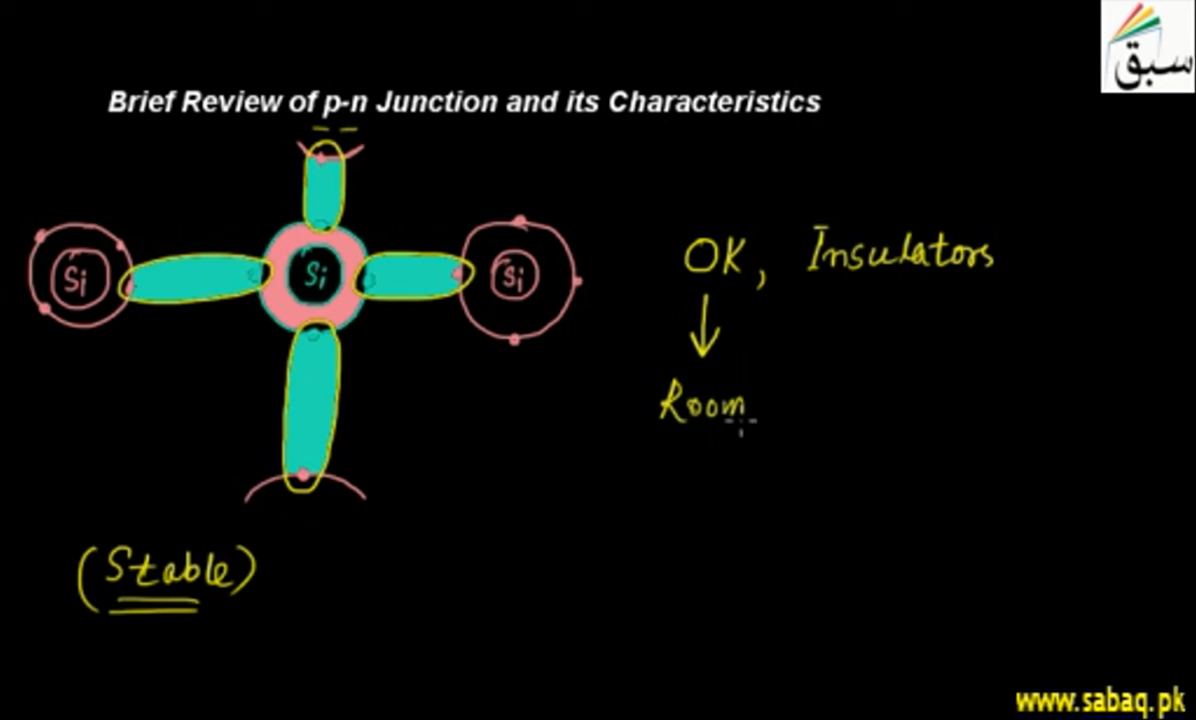 سبق
Brief Review of p-n Junction and its Characteristics
Si Si Si
OK, Insulators
Room
(Stable)
www.sabaq.pk